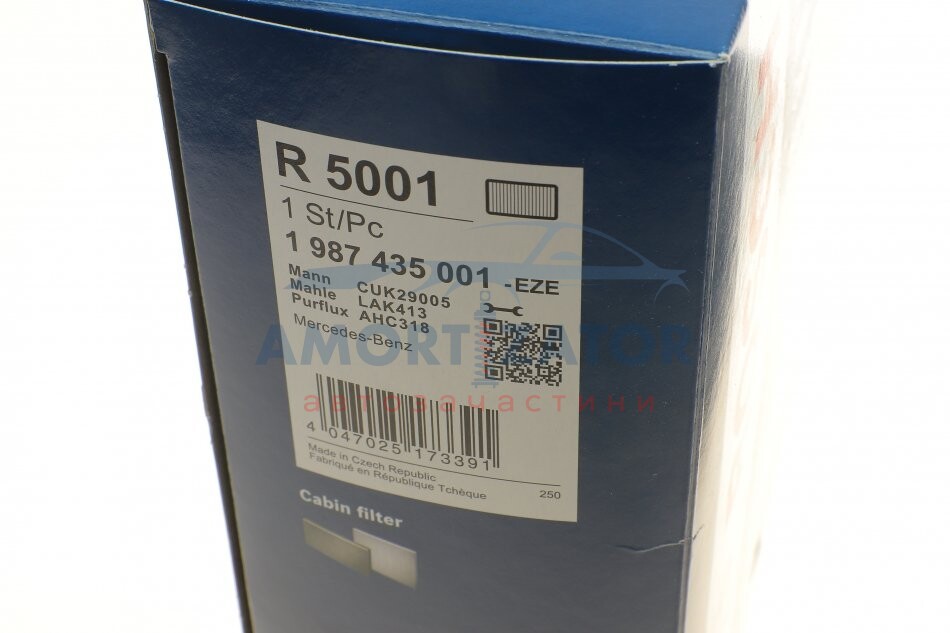 R 5001
1 St/Pc
1 987 435 001 -EZE
Mann CUK29005
Mahle LAK413
Purflux AHC318
Mercedes-Benz
AMORTIZATOR
автозапчастини
4 047025 173391
Made in Czech Republic
Fabriqué en République Tchèque
250
Cabin filter